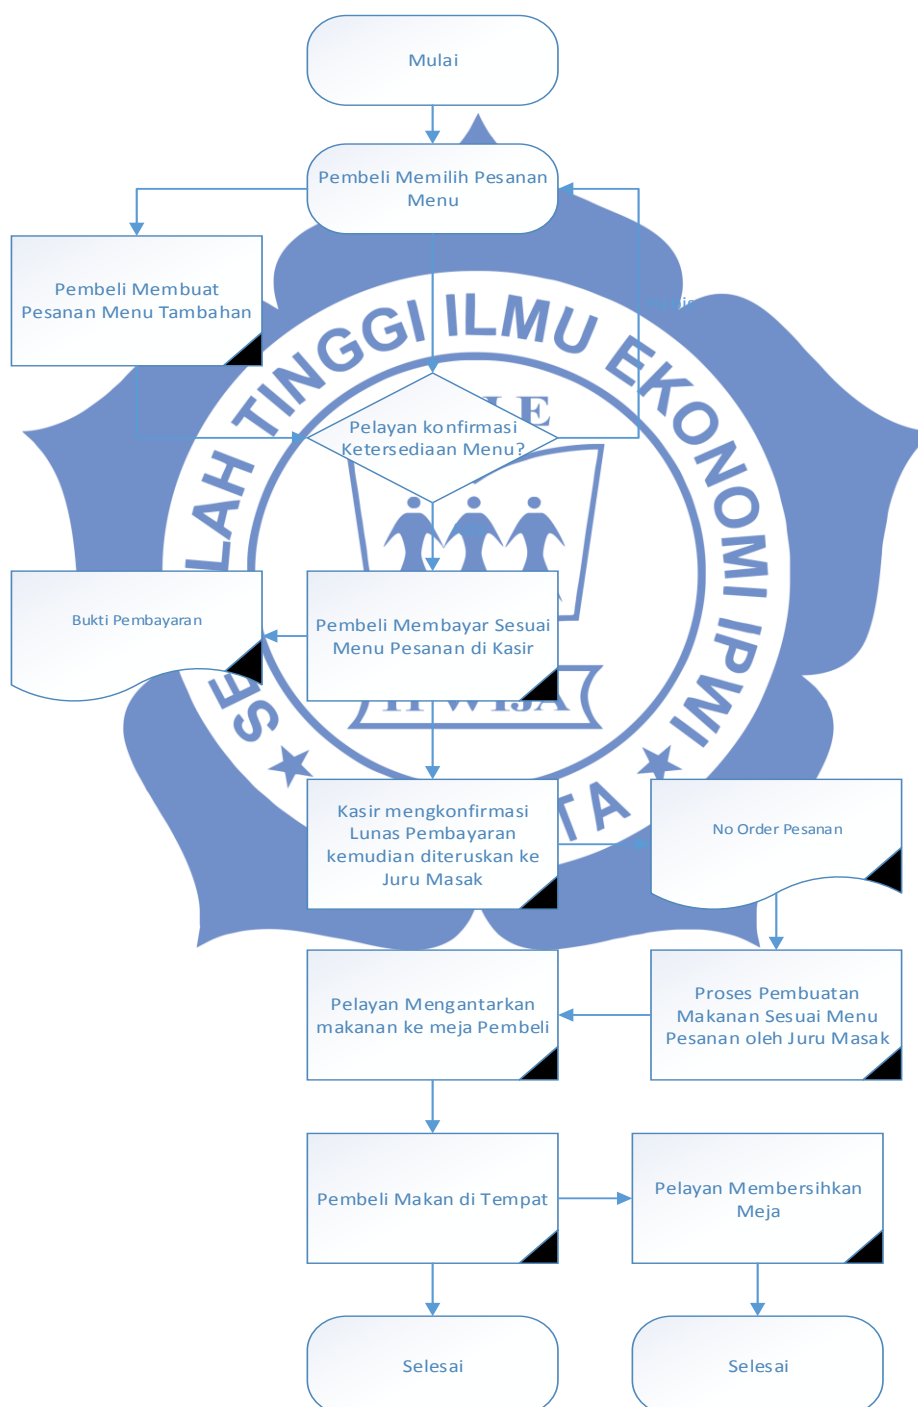 Mulai
Pembeli Memilih Pesanan
Menu
Pembeli Membuat
Pesanan Menu Tambahan
TINGGI ILMU EKONOMI IPWI
Pelayan konfirmasi
Ketersediaan Menu?
Bukti Pembayaran
Pembeli Membayar Sesuai
Menu Pesanan di Kasir
Kasir mengkonfirmasi
Lunas Pembayaran
kemudian diteruskan ke
Juru Masak
No Order Pesanan
Pelayan Mengantarkan
makanan ke meja Pembeli
Proses Pembuatan
Makanan Sesuai Menu
Pesanan oleh Juru Masak
Pembeli Makan di Tempat
Pelayan Membersihkan
Meja
Selesai
Selesai